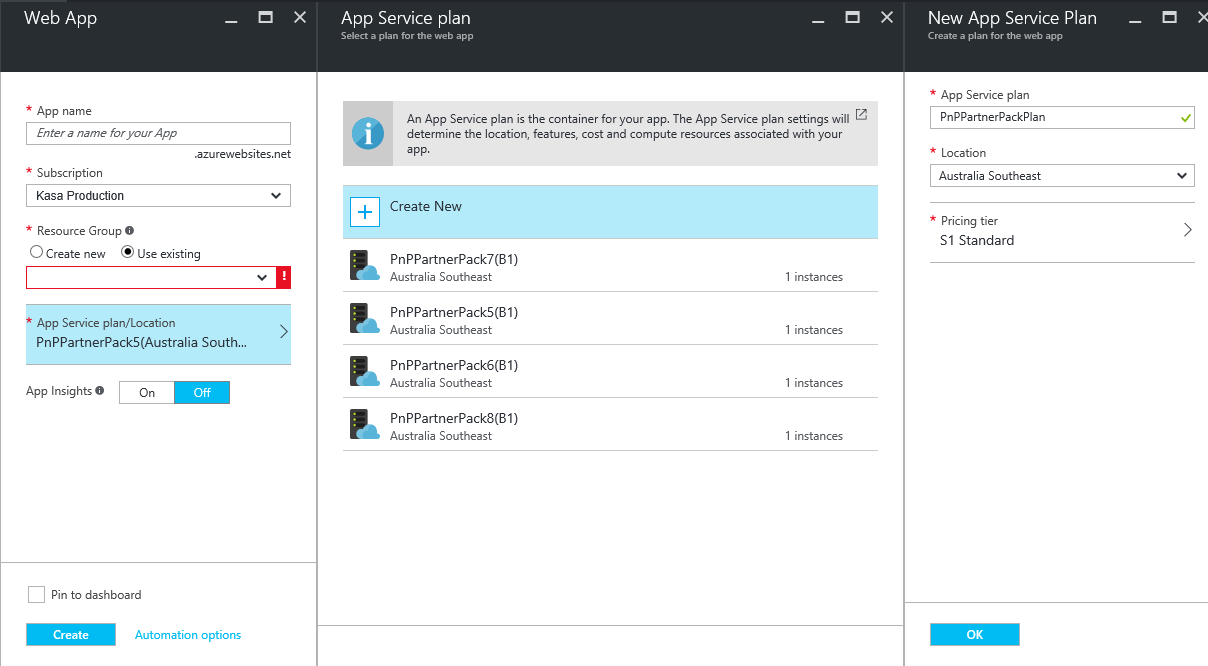 Web App
* App name
Enter a name for your App
.azurewebsites.net
* Subscription
Kasa Production
* Resource Group
Create new
Use existing
!
* App Service plan/Location
PnPPartnerPack5(Australia South...
App Insights
On
Off
Pin to dashboard
Create
Automation options
App Service plan
Select a plan for the web app
An App Service plan is the container for your app. The App Service plan settings will
determine the location, features, cost and compute resources associated with your
app.
Create New
PnPPartnerPack7(B1)
Australia Southeast
1 instances
PnPPartnerPack5(B1)
Australia Southeast
1 instances
PnPPartnerPack6(B1)
Australia Southeast
1 instances
PnPPartnerPack8(B1)
Australia Southeast
1 instances
New App Service Plan
Create a plan for the web app
* App Service plan
PnPPartnerPackPlan
* Location
Australia Southeast
* Pricing tier
S1 Standard
OK